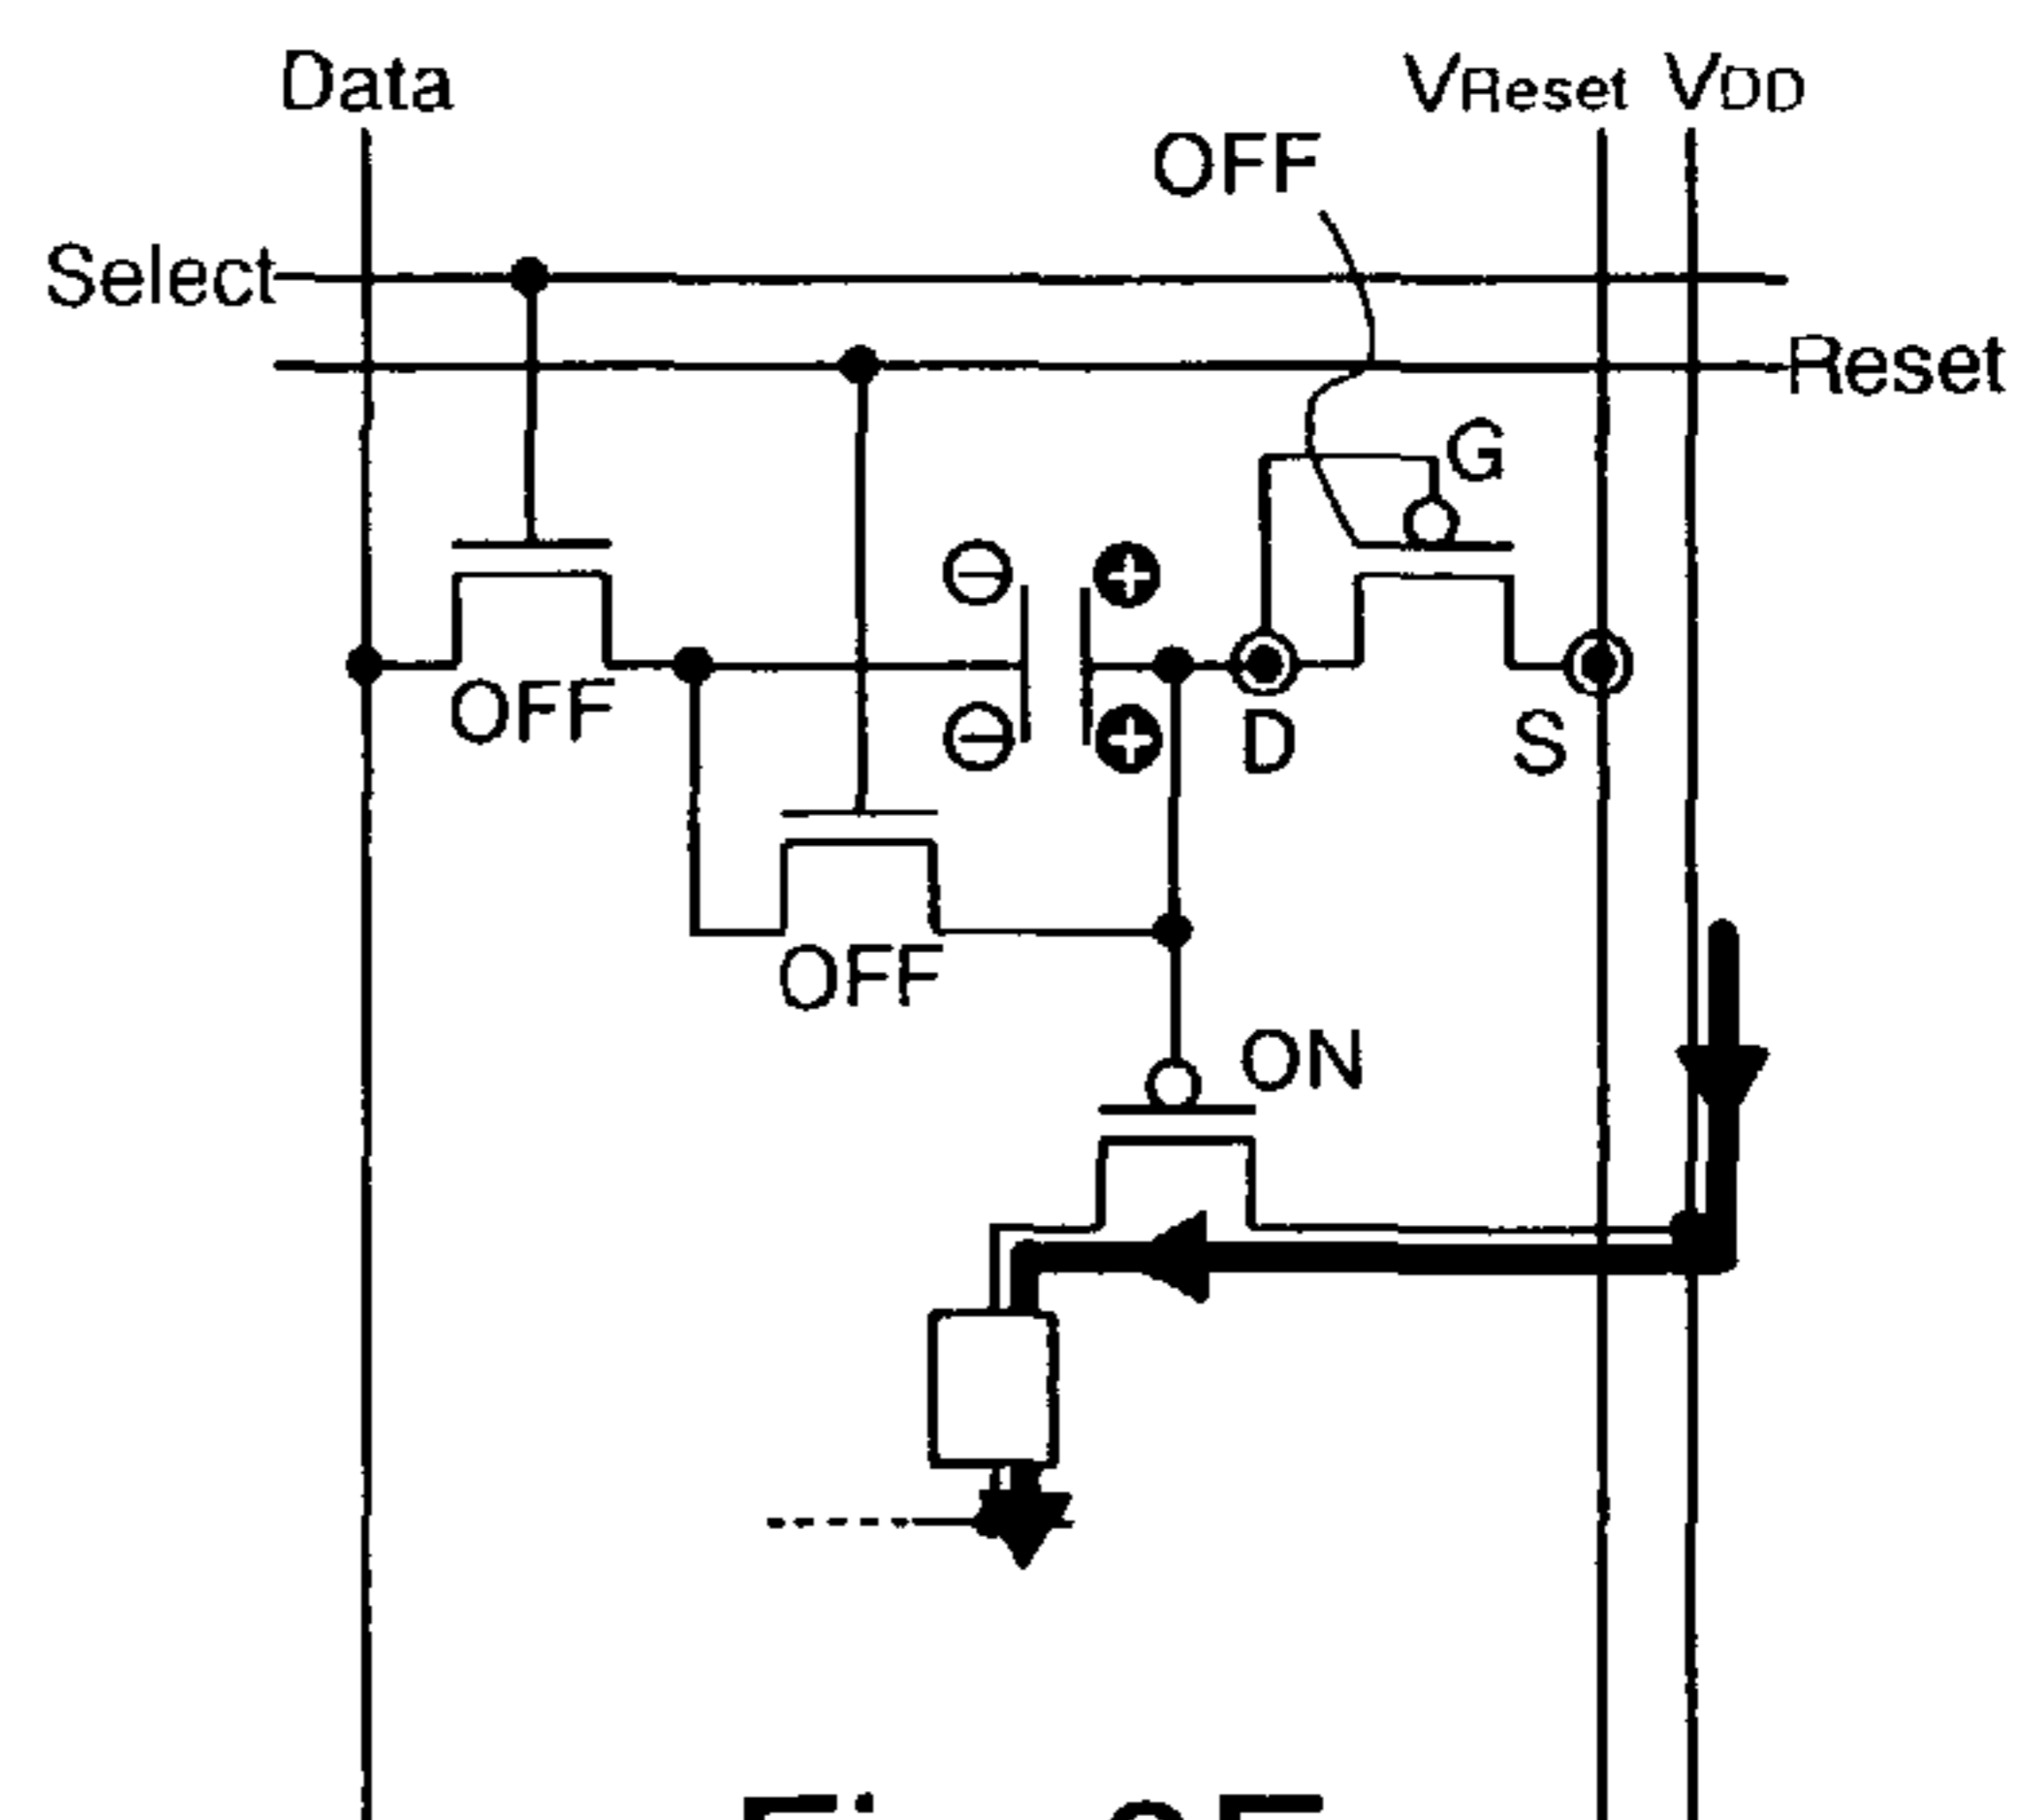 Data
VReset VDD
OFF
Select
Reset
G
OFF
D
S
OFF
ON